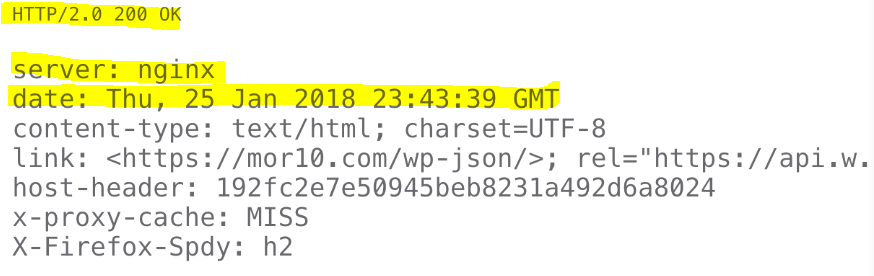 HTTP/2.0 200 OK
server: nginx
date: Thu, 25 Jan 2018 23:43:39 GMT
content-type: text/html; charset=UTF-8
link: <https://mor10.com/wp-json/>; rel="https://api.w.
host-header: 192fc2e7e50945beb8231a492d6a8024
x-proxy-cache: MISS
X-Firefox-Spdy: h2